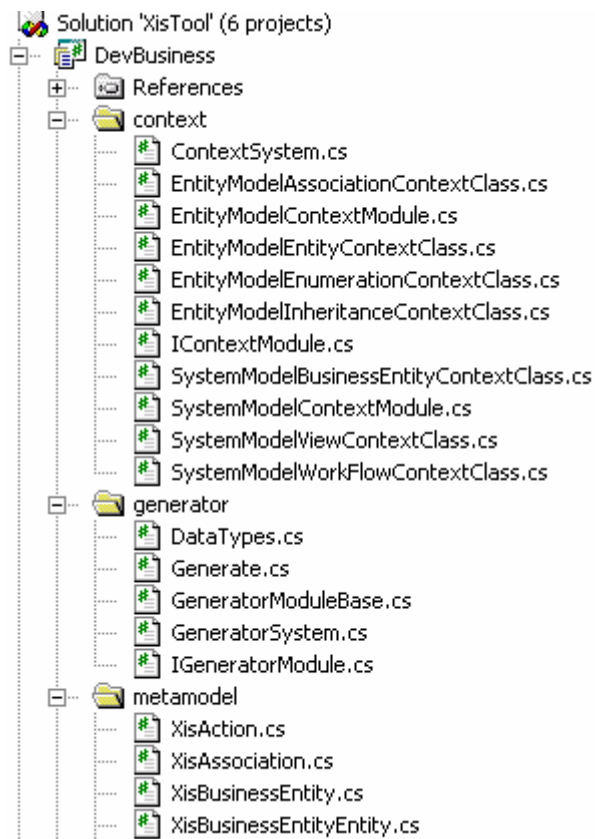 Solution 'XisTool' (6 projects)
DevBusiness
References
context
ContextSystem.cs
EntityModelAssociationContextClass.cs
EntityModelContextModule.cs
EntityModelEntityContextClass.cs
EntityModelEnumerationContextClass.cs
EntityModelInheritanceContextClass.cs
IContextModule.cs
SystemModelBusinessEntityContextClass.cs
SystemModelContextModule.cs
SystemModelViewContextClass.cs
SystemModelWorkFlowContextClass.cs
generator
DataTypes.cs
Generate.cs
GeneratorModuleBase.cs
GeneratorSystem.cs
IGeneratorModule.cs
metamodel
XisAction.cs
XisAssociation.cs
XisBusinessEntity.cs
XisBusinessEntityEntity.cs